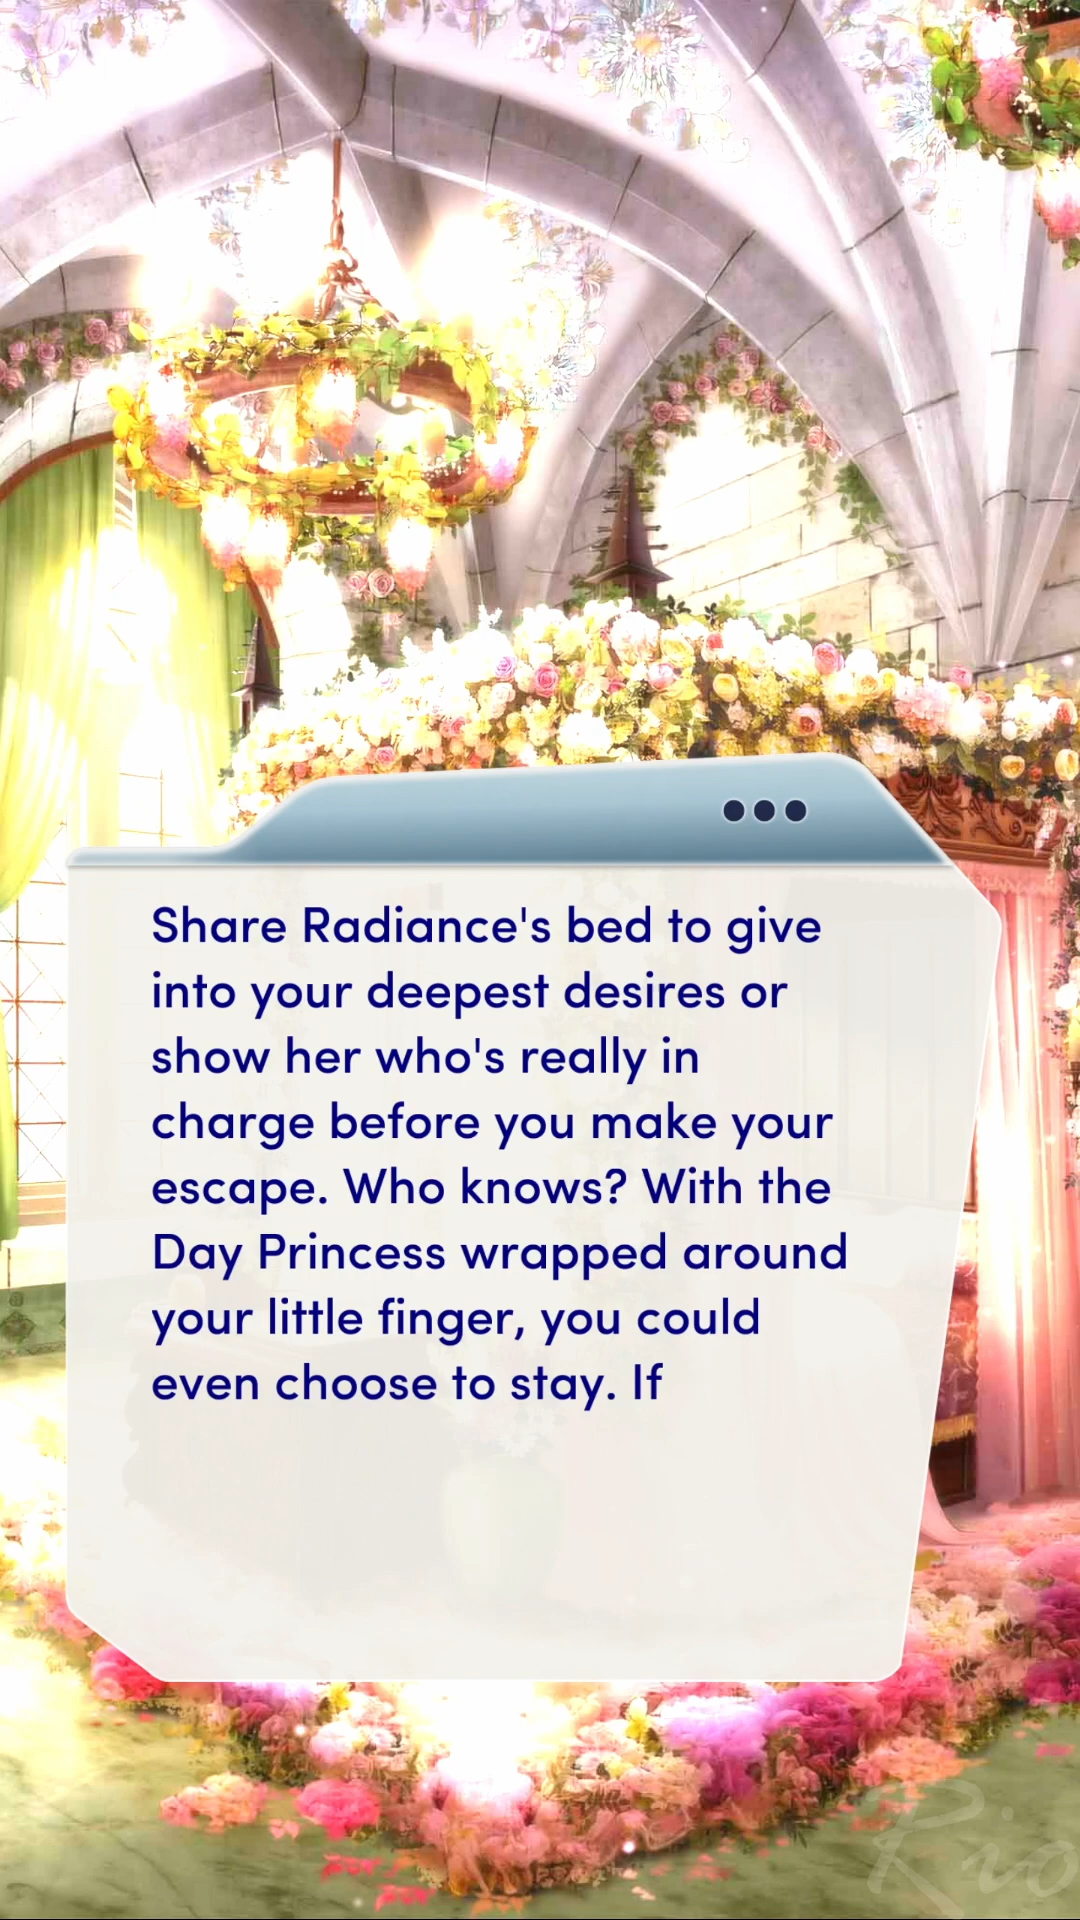 Share Radiance's bed to give
into your deepest desires or
show her who's really in
charge before you make your
escape. Who knows? With the
Day Princess wrapped around
your little finger, you could
even choose to stay. If
Rio